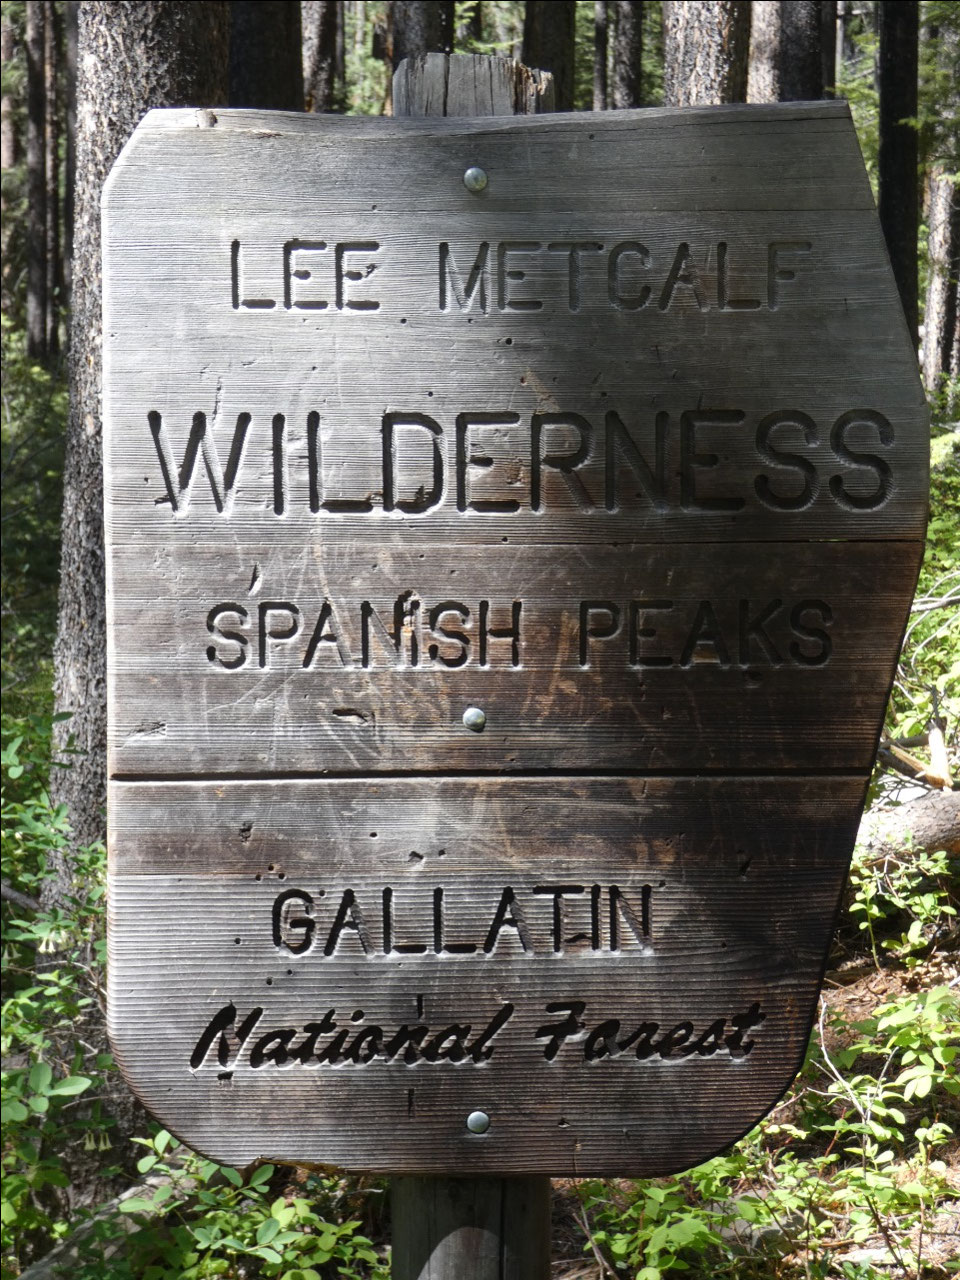 LEE METCALF
WILDERNESS
SPANISH PEAKS
GALLATIN
National Forest